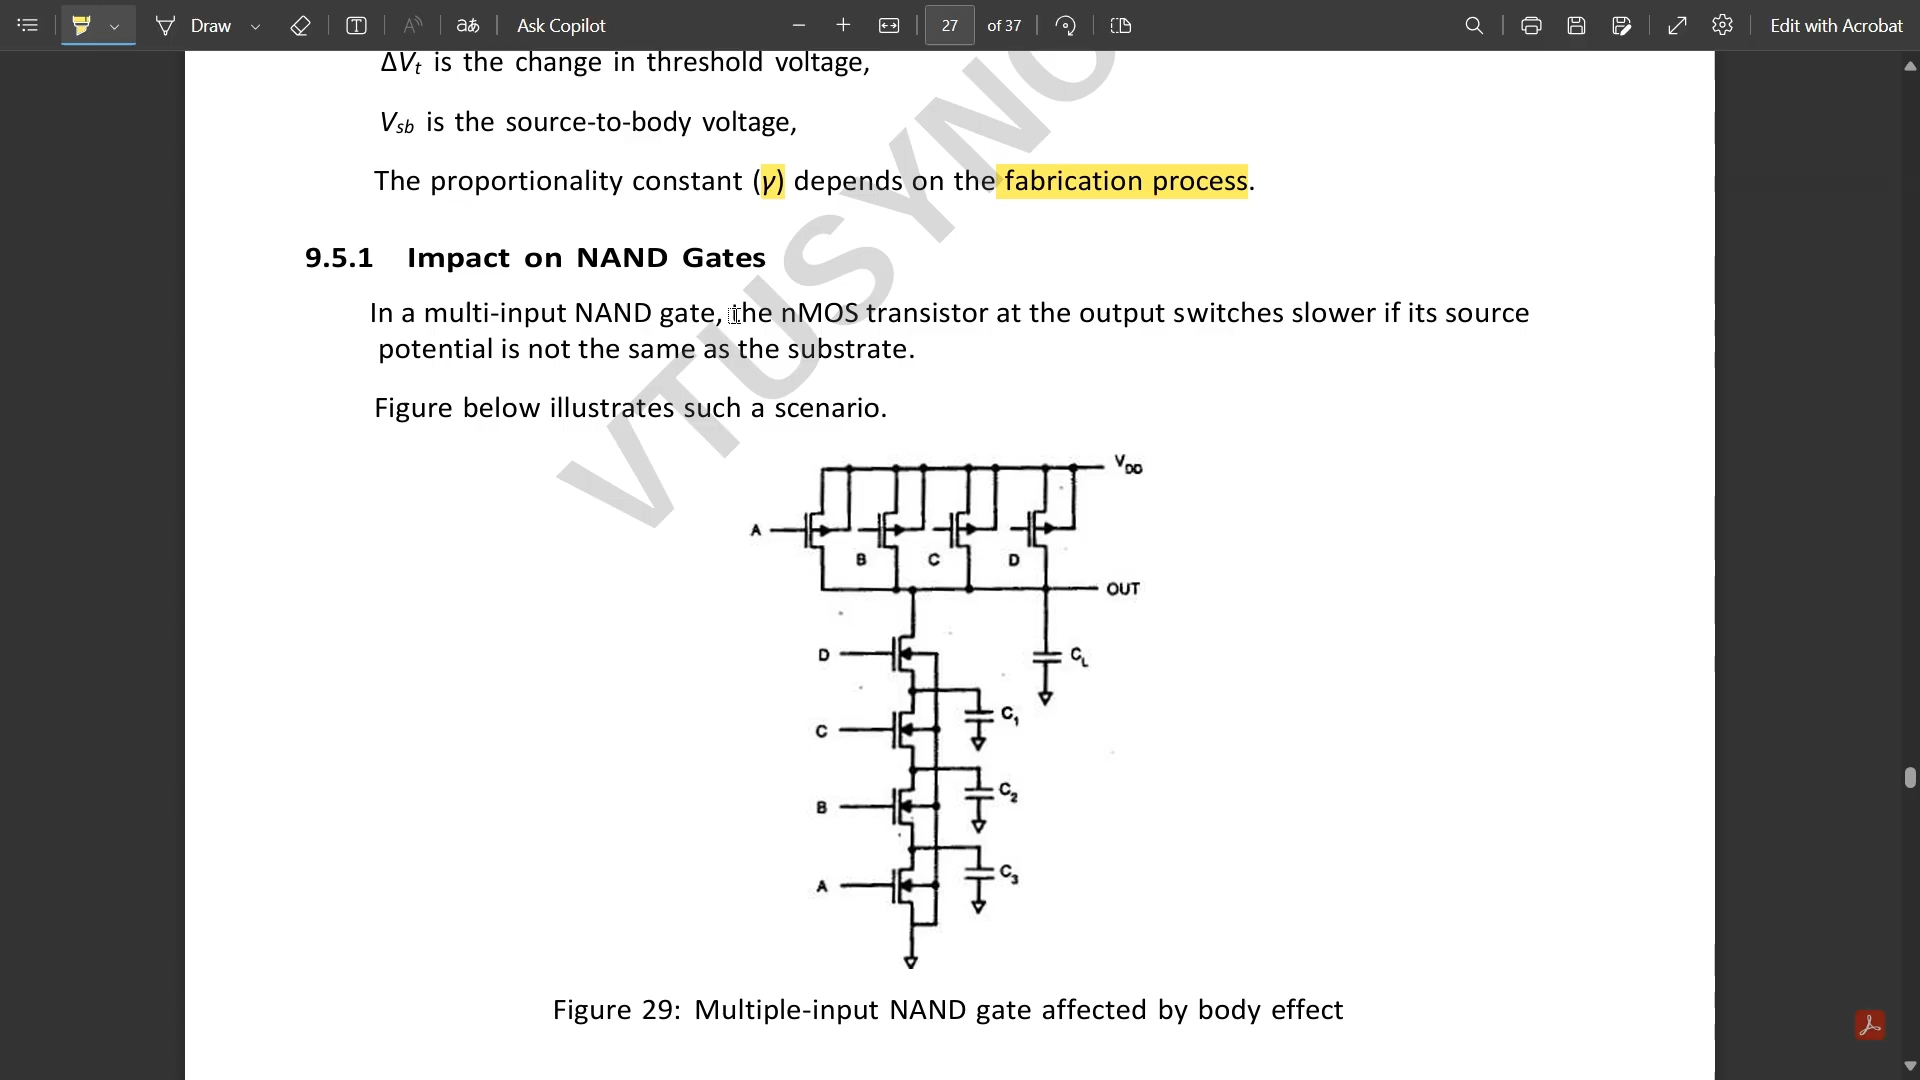 Draw
aあ
Ask Copilot
27
of 37
Edit with Acrobat
ΔVt is the change in threshold voltage,
Vsb is the source-to-body voltage,
The proportionality constant (γ) depends on the fabrication process.
9.5.1 Impact on NAND Gates
In a multi-input NAND gate, the nMOS transistor at the output switches slower if its source
potential is not the same as the substrate.
Figure below illustrates such a scenario.
VDD
A
B
C
D
OUT
D
CL
C
C1
B
C2
A
C3
Figure 29: Multiple-input NAND gate affected by body effect
VTUSYNC